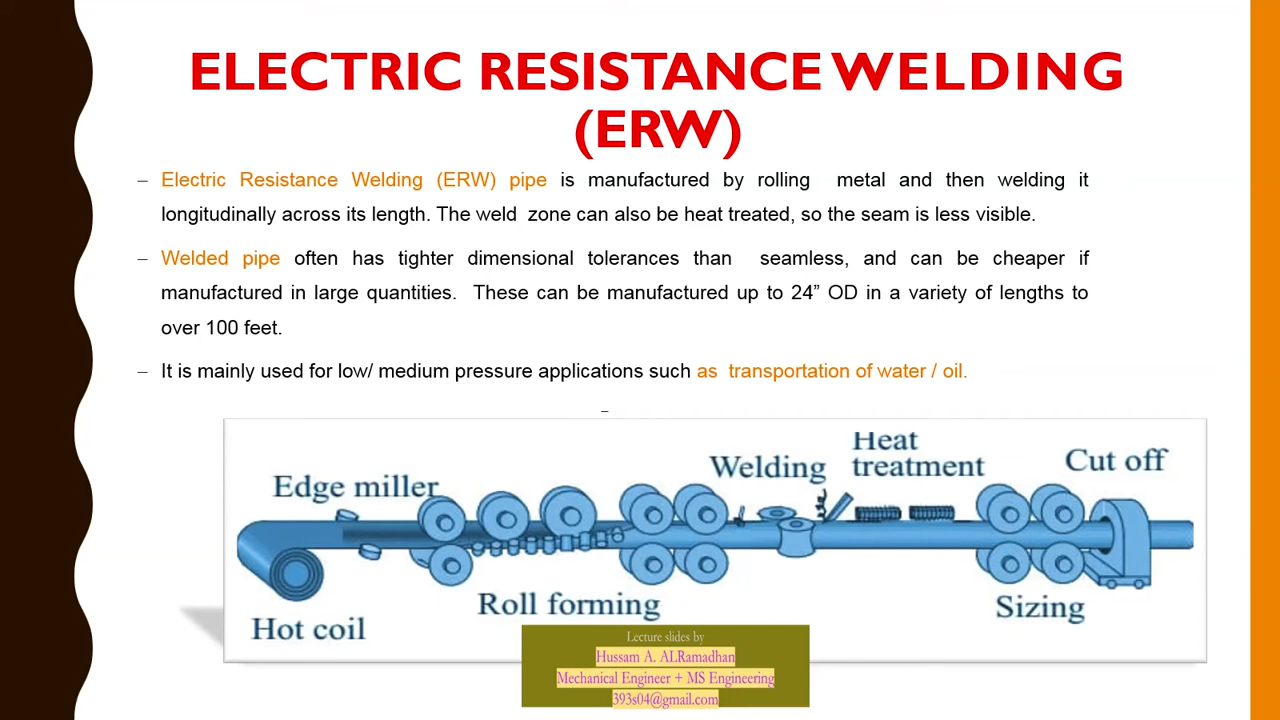 ELECTRIC RESISTANCE WELDING
(ERW)
– Electric Resistance Welding (ERW) pipe is manufactured by rolling metal and then welding it
longitudinally across its length. The weld zone can also be heat treated, so the seam is less visible.
– Welded pipe often has tighter dimensional tolerances than seamless, and can be cheaper if
manufactured in large quantities. These can be manufactured up to 24” OD in a variety of lengths to
over 100 feet.
– It is mainly used for low/ medium pressure applications such as transportation of water / oil.
–
Heat
treatment
Welding
Cut off
Edge miller
Roll forming
Sizing
Hot coil
Lecture slides by
Hussam A. ALRamadhan
Mechanical Engineer + MS Engineering
393s04@gmail.com